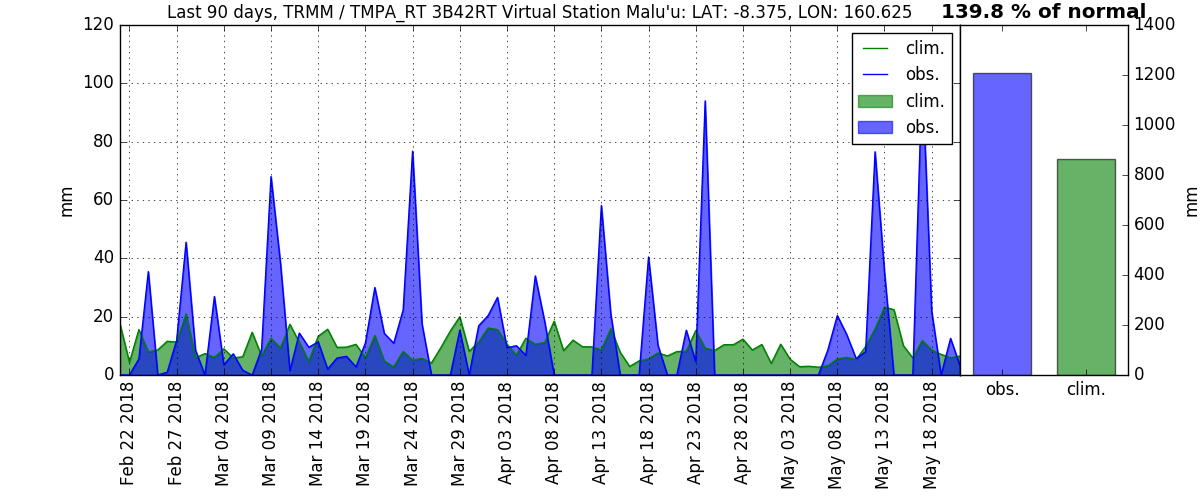 Last 90 days, TRMM / TMPA_RT 3B42RT Virtual Station Malu'u: LAT: -8.375, LON: 160.625
139.8 % of normal
120
100
80
60
40
20
0
mm
clim.
obs.
clim.
obs.
Feb 22 2018
Feb 27 2018
Mar 04 2018
Mar 09 2018
Mar 14 2018
Mar 19 2018
Mar 24 2018
Mar 29 2018
Apr 03 2018
Apr 08 2018
Apr 13 2018
Apr 18 2018
Apr 23 2018
Apr 28 2018
May 03 2018
May 08 2018
May 13 2018
May 18 2018
1400
1200
1000
800
600
400
200
0
mm
obs.
clim.